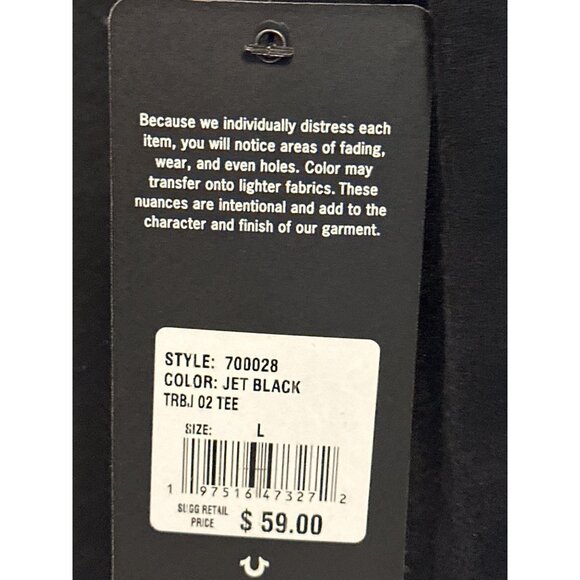 Because we individually distress each
item, you will notice areas of fading,
wear, and even holes. Color may
transfer onto lighter fabrics. These
nuances are intentional and add to the
character and finish of our garment.
STYLE: 700028
COLOR: JET BLACK
TRBJ 02 TEE
SIZE: L
1 97516 47327 2
SUGG RETAIL
PRICE $ 59.00